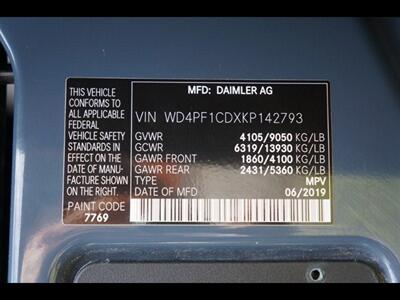 THIS VEHICLE
CONFORMS TO
ALL APPLICABLE
FEDERAL
VEHICLE SAFETY
STANDARDS IN
EFFECT ON THE
DATE OF MANU-
FACTURE SHOWN
ON THE RIGHT.
PAINT CODE
7769
MFD: DAIMLER AG
VIN WD4PF1CDXKP142793
GVWR 4105/9050 KG/LB
GCWR 6319/13930 KG/LB
GAWR FRONT 1860/4100 KG/LB
GAWR REAR 2431/5360 KG/LB
TYPE MPV
DATE OF MFD. 06/2019